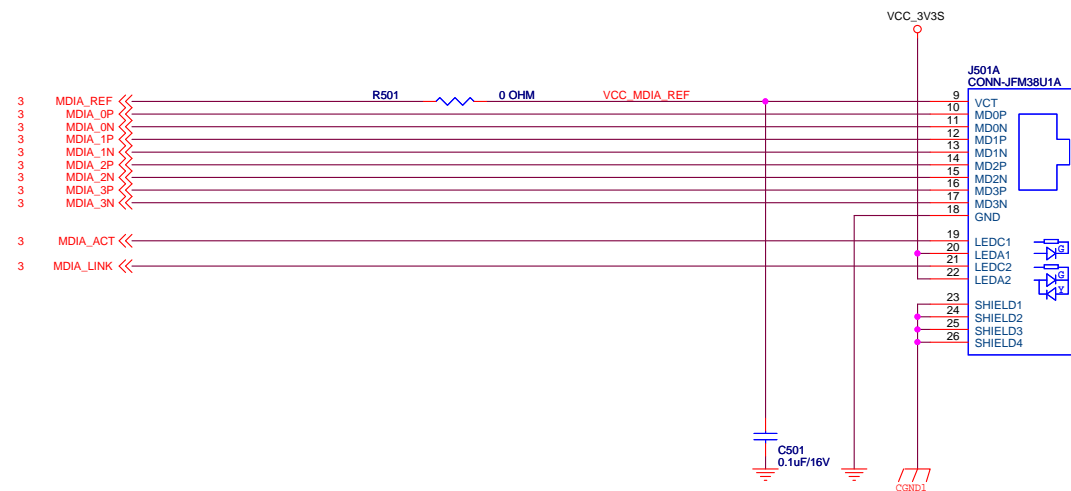 VCC_3V3S
J501A
CONN-JFM38U1A
3 MDIA_REF R501 0 OHM VCC_MDIA_REF 9 VCT
3 MDIA_0P 10 MD0P
3 MDIA_0N 11 MD0N
3 MDIA_1P 12 MD1P
3 MDIA_1N 13 MD1N
3 MDIA_2P 14 MD2P
3 MDIA_2N 15 MD2N
3 MDIA_3P 16 MD3P
3 MDIA_3N 17 MD3N
18 GND
3 MDIA_ACT 19 LEDC1
20 LEDA1 G
3 MDIA_LINK 21 LEDC2
22 LEDA2 G
Y
23 SHIELD1
24 SHIELD2
25 SHIELD3
26 SHIELD4
C501
0.1uF/16V
CGND1